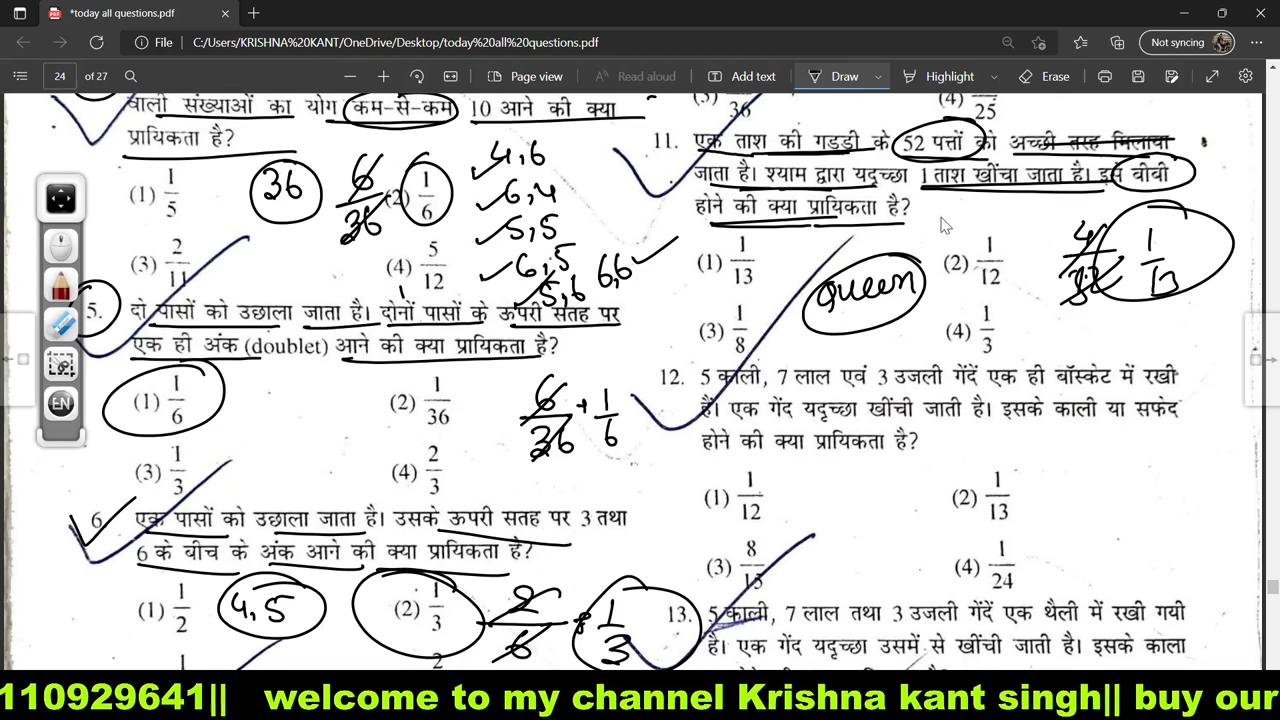 *today all questions.pdf
File C:/Users/KRISHNA%20KANT/OneDrive/Desktop/today%20all%20questions.pdf
Not syncing
24 of 27
Page view
Read aloud
Add text
Draw
Highlight
Erase
वाली संख्याओं का योग कम-से-कम 10 आने की क्या
प्रायिकता है?
(1) 1/5
(2) 1/6
(3) 2/11
(4) 5/12
36
6/36
4,6
6,4
5,5
6,5
5,6
6,6
5. दो पासों को उछाला जाता है। दोनों पासों के ऊपरी सतह पर
एक ही अंक (doublet) आने की क्या प्रायिकता है?
(1) 1/6
(2) 1/36
(3) 1/3
(4) 2/3
6/36 1/6
6 एक पासों को उछाला जाता है। उसके ऊपरी सतह पर 3 तथा
6 के बीच के अंक आने की क्या प्रायिकता है?
(1) 1/2
(2) 1/3
4,5
2/6 1/3
(3) 36
(4) 25
11. एक ताश की गडडी के 52 पत्तों को अच्छी तरह मिलाया
जाता है। श्याम द्वारा यदृच्छा 1 ताश खींचा जाता है। इसे बीबी
होने की क्या प्रायिकता है?
(1) 1/13
(2) 1/12
(3) 1/8
(4) 1/3
queen
1/13
12. 5 काली, 7 लाल एवं 3 उजली गेंदें एक ही बॉस्केट में रखी
हैं। एक गेंद यदृच्छा खींची जाती है। इसके काली या सफेद
होने की क्या प्रायिकता है?
(1) 1/12
(2) 1/13
(3) 8/15
(4) 1/24
13. 5 काली, 7 लाल तथा 3 उजली गेंदें एक थैली में रखी गयी
है। एक गेंद यदृच्छा उसमें से खींची जाती है। इसके काला
EN
110929641|| welcome to my channel Krishna kant singh|| buy our